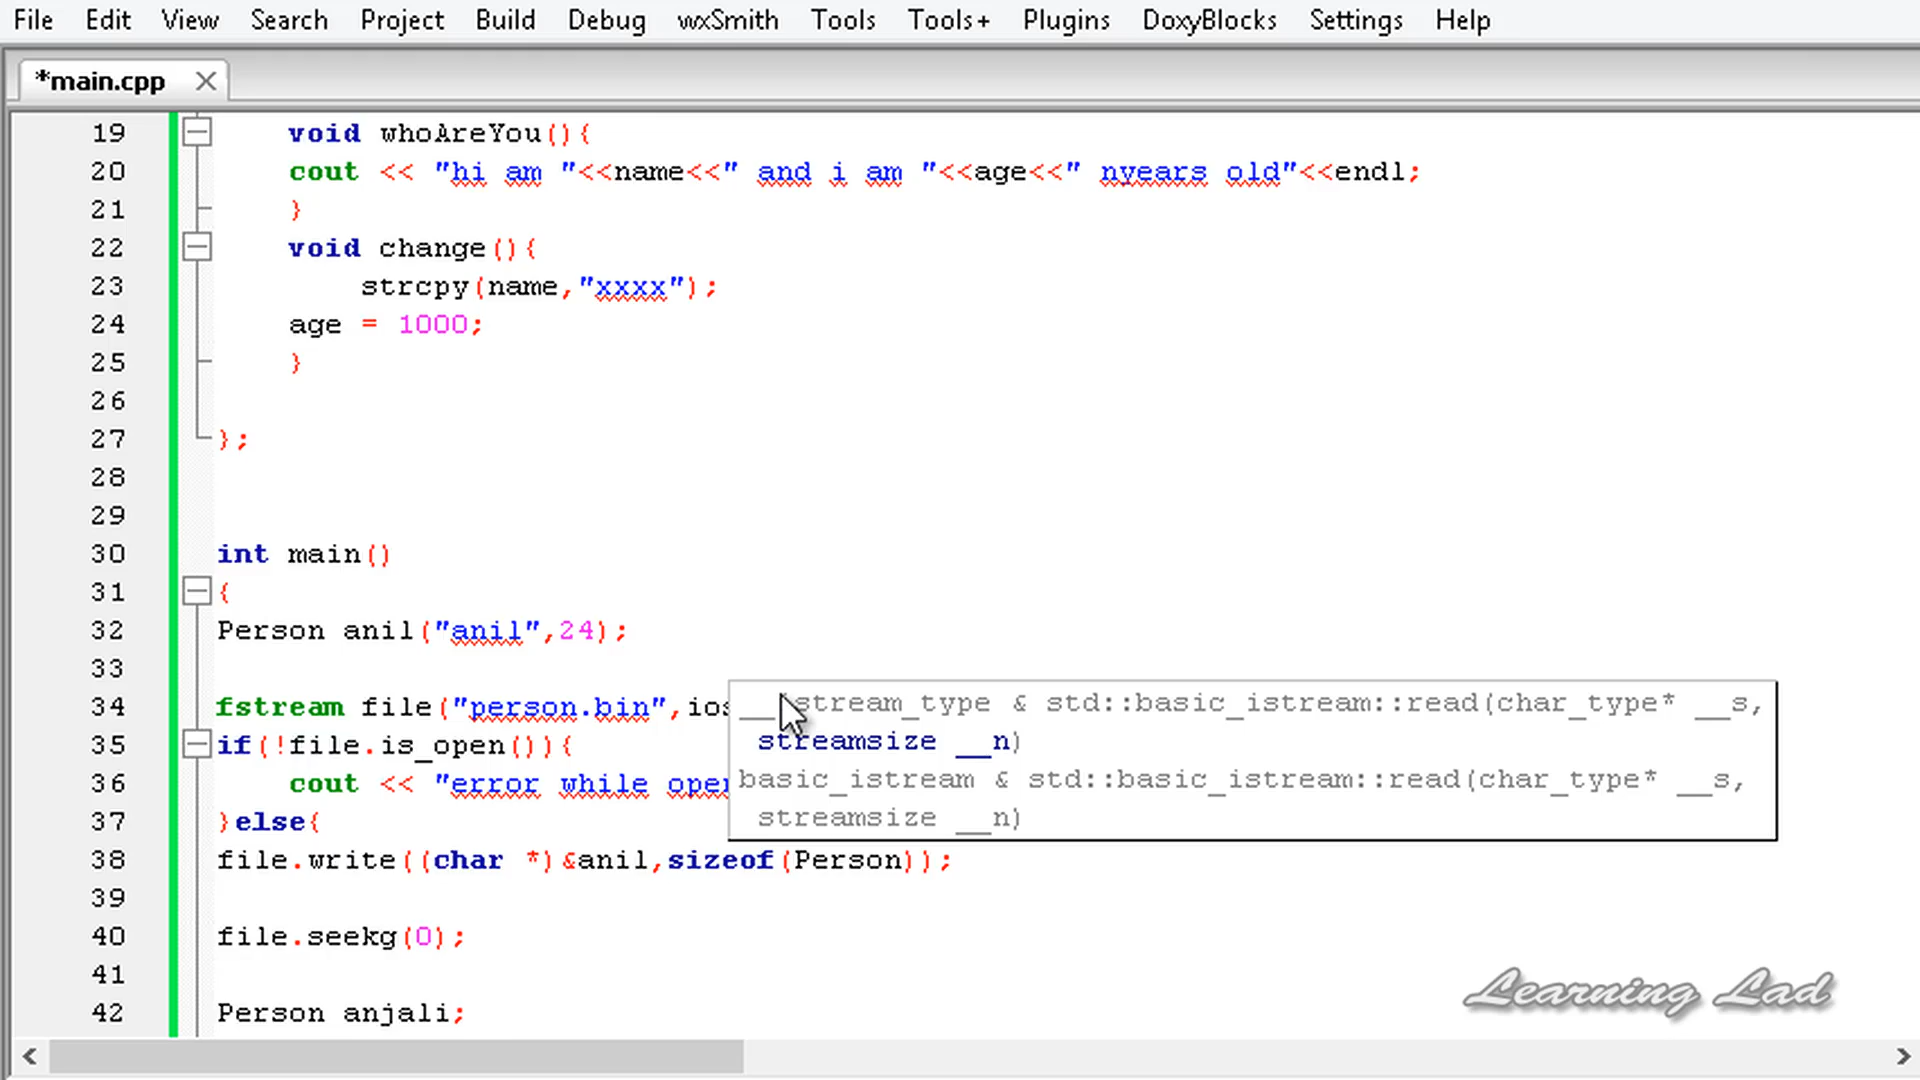 File Edit View Search Project Build Debug wxSmith Tools Tools+ Plugins DoxyBlocks Settings Help
*main.cpp
19 void whoAreYou(){
20 cout << "hi am "<<name<<" and i am "<<age<<" nyears old"<<endl;
21 }
22 void change(){
23 strcpy(name,"xxxx");
24 age = 1000;
25 }
26
27 };
28
29
30 int main()
31 {
32 Person anil("anil",24);
33
34 fstream file("person.bin",ios
35 if(!file.is_open()){
36 cout << "error while open
37 }else{
38 file.write((char *)&anil,sizeof(Person));
39
40 file.seekg(0);
41
42 Person anjali;
__istream_type & std::basic_istream::read(char_type* __s,
streamsize __n)
basic_istream & std::basic_istream::read(char_type* __s,
streamsize __n)
Learning Lad